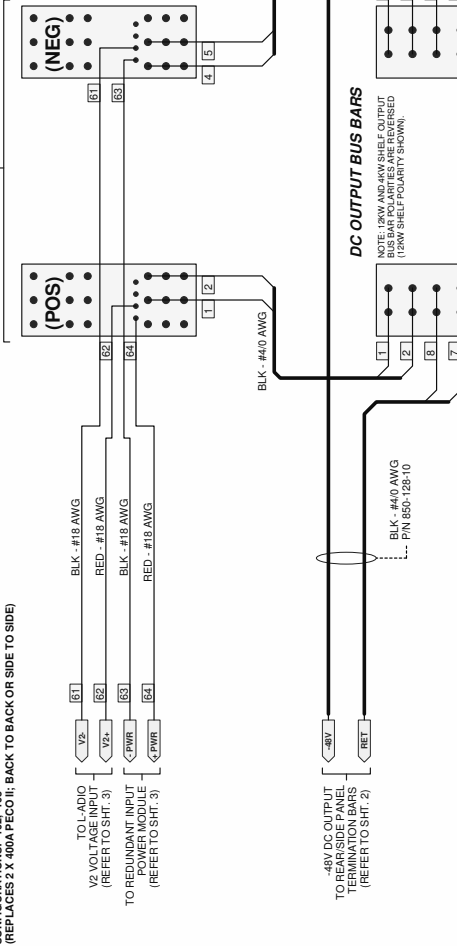 (REPLACES 2 X 400A PECO II; BACK TO BACK OR SIDE TO SIDE)
TO L-ADIO
V2 VOLTAGE INPUT
(REFER TO SHT. 3)
TO REDUNDANT INPUT
POWER MODULE
(REFER TO SHT. 3)
V2-
V2+
- PWR
+ PWR
61
62
63
64
BLK - #18 AWG
RED - #18 AWG
BLK - #18 AWG
RED - #18 AWG
62
64
(POS)
1
2
61
63
(NEG)
4
5
BLK - #4/0 AWG
-48V DC OUTPUT
TO REAR/SIDE PANEL
TERMINATION BARS
(REFER TO SHT. 2)
-48V
RET
BLK - #4/0 AWG
P/N 850-128-10
DC OUTPUT BUS BARS
NOTE: 12KW AND 4KW SHELF OUTPUT
BUS BAR POLARITIES ARE REVERSED
(12KW SHELF POLARITY SHOWN).
1
2
8
7